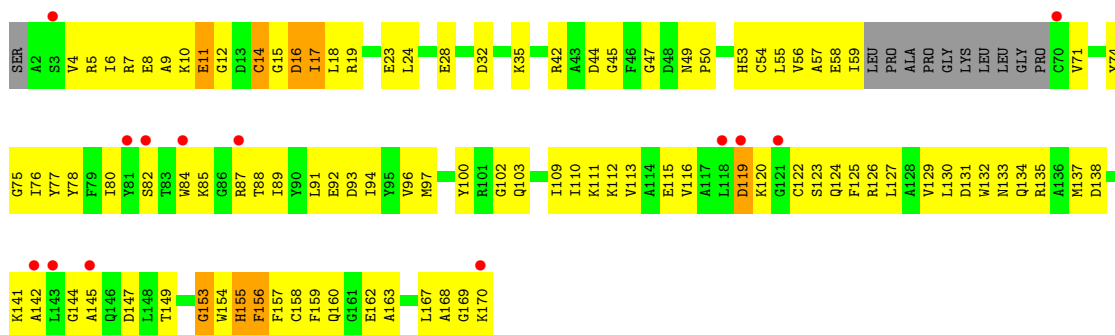 SER A2 S3 V4 R5 I6 R7 E8 A9 K10 E11 G12 D13 C14 G15 D16 I17 L18 R19 E23 L24 E28 D32 K35 R42 A43 D44 G45 F46 G47 D48 N49 P50 H53 C54 L55 V56 A57 E58 I59 LEU PRO ALA PRO GLY LYS LEU LEU GLY PRO C70 V71
G75 I76 Y77 Y78 F79 I80 Y81 S82 T83 W84 K85 G86 R87 T88 I89 Y90 L91 E92 D93 I94 Y95 V96 M97 Y100 R101 G102 Q103 I109 I110 K111 K112 V113 A114 E115 V116 A117 L118 D119 K120 G121 C122 S123 Q124 F125 R126 L127 A128 V129 L130 D131 W132 N133 Q134 R135 A136 M137 D138
K141 A142 L143 G144 A145 Q146 D147 L148 T149 G153 W154 H155 F156 F157 C158 F159 Q160 G161 E162 A163 L167 A168 G169 K170